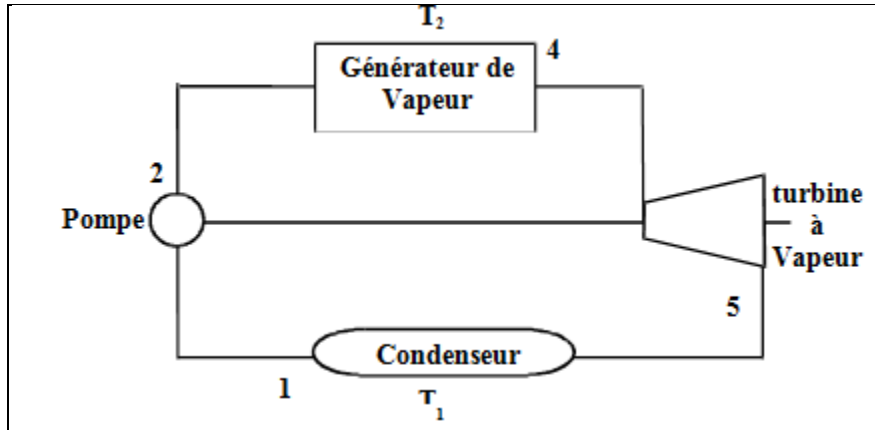 T₂
4
Générateur de
Vapeur
2
Pompe
turbine
à
Vapeur
5
Condenseur
1
T₁